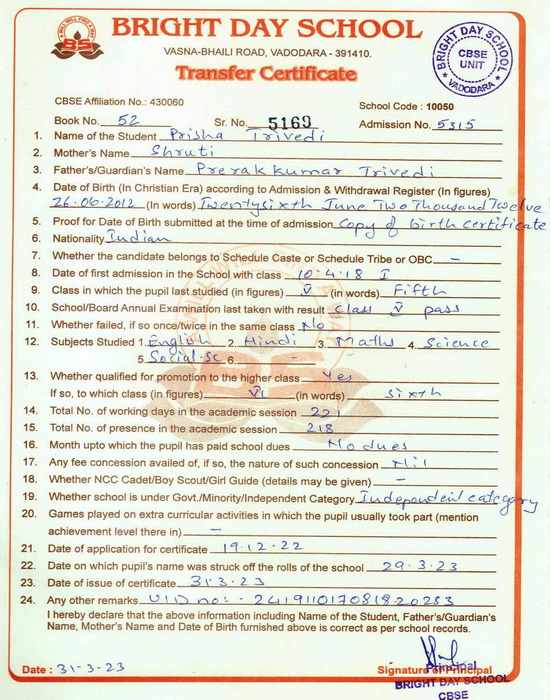 BRIGHT DAY SCHOOL
VASNA-BHAILI ROAD, VADODARA - 391410.
BRIGHT DAY SCHOOL
CBSE
UNIT
VADODARA
Transfer Certificate
CBSE Affiliation No.: 430060
School Code : 10050
Book No. 52 Sr. No. 5169 Admission No. 5315
1. Name of the Student Prisha Trivedi
2. Mother's Name Shruti
3. Father's/Guardian's Name Prerakkumar Trivedi
4. Date of Birth (In Christian Era) according to Admission & Withdrawal Register (In figures)
26.06.2012 (In words) Twentysixth June Two Thousand Twelve
5. Proof for Date of Birth submitted at the time of admission Copy of birth certificate
6. Nationality Indian
7. Whether the candidate belongs to Schedule Caste or Schedule Tribe or OBC -
8. Date of first admission in the School with class 10.4.18 I
9. Class in which the pupil last studied (in figures) V (in words) Fifth
10. School/Board Annual Examination last taken with result class V pass
11. Whether failed, if so once/twice in the same class No
12. Subjects Studied 1. English 2. Hindi 3. Maths 4. Science
5. Social.Sc 6. -
13. Whether qualified for promotion to the higher class Yes
If so, to which class (in figures) VI (in words) sixth
14. Total No. of working days in the academic session 221
15. Total No. of presence in the academic session 218
16. Month upto which the pupil has paid school dues No dues
17. Any fee concession availed of, if so, the nature of such concession Nil
18. Whether NCC Cadet/Boy Scout/Girl Guide (details may be given) -
19. Whether school is under Govt./Minority/Independent Category Independent category
20. Games played on extra curricular activities in which the pupil usually took part (mention
achievement level there in) -
21. Date of application for certificate 19.12.22
22. Date on which pupil's name was struck off the rolls of the school 29.3.23
23. Date of issue of certificate 31.3.23
24. Any other remarks UID no:- 241911017081820283
I hereby declare that the above information including Name of the Student, Father's/Guardian's
Name, Mother's Name and Date of Birth furnished above is correct as per school records.
Date : 31-3-23
Signature of Principal
Principal
BRIGHT DAY SCHOOL
CBSE